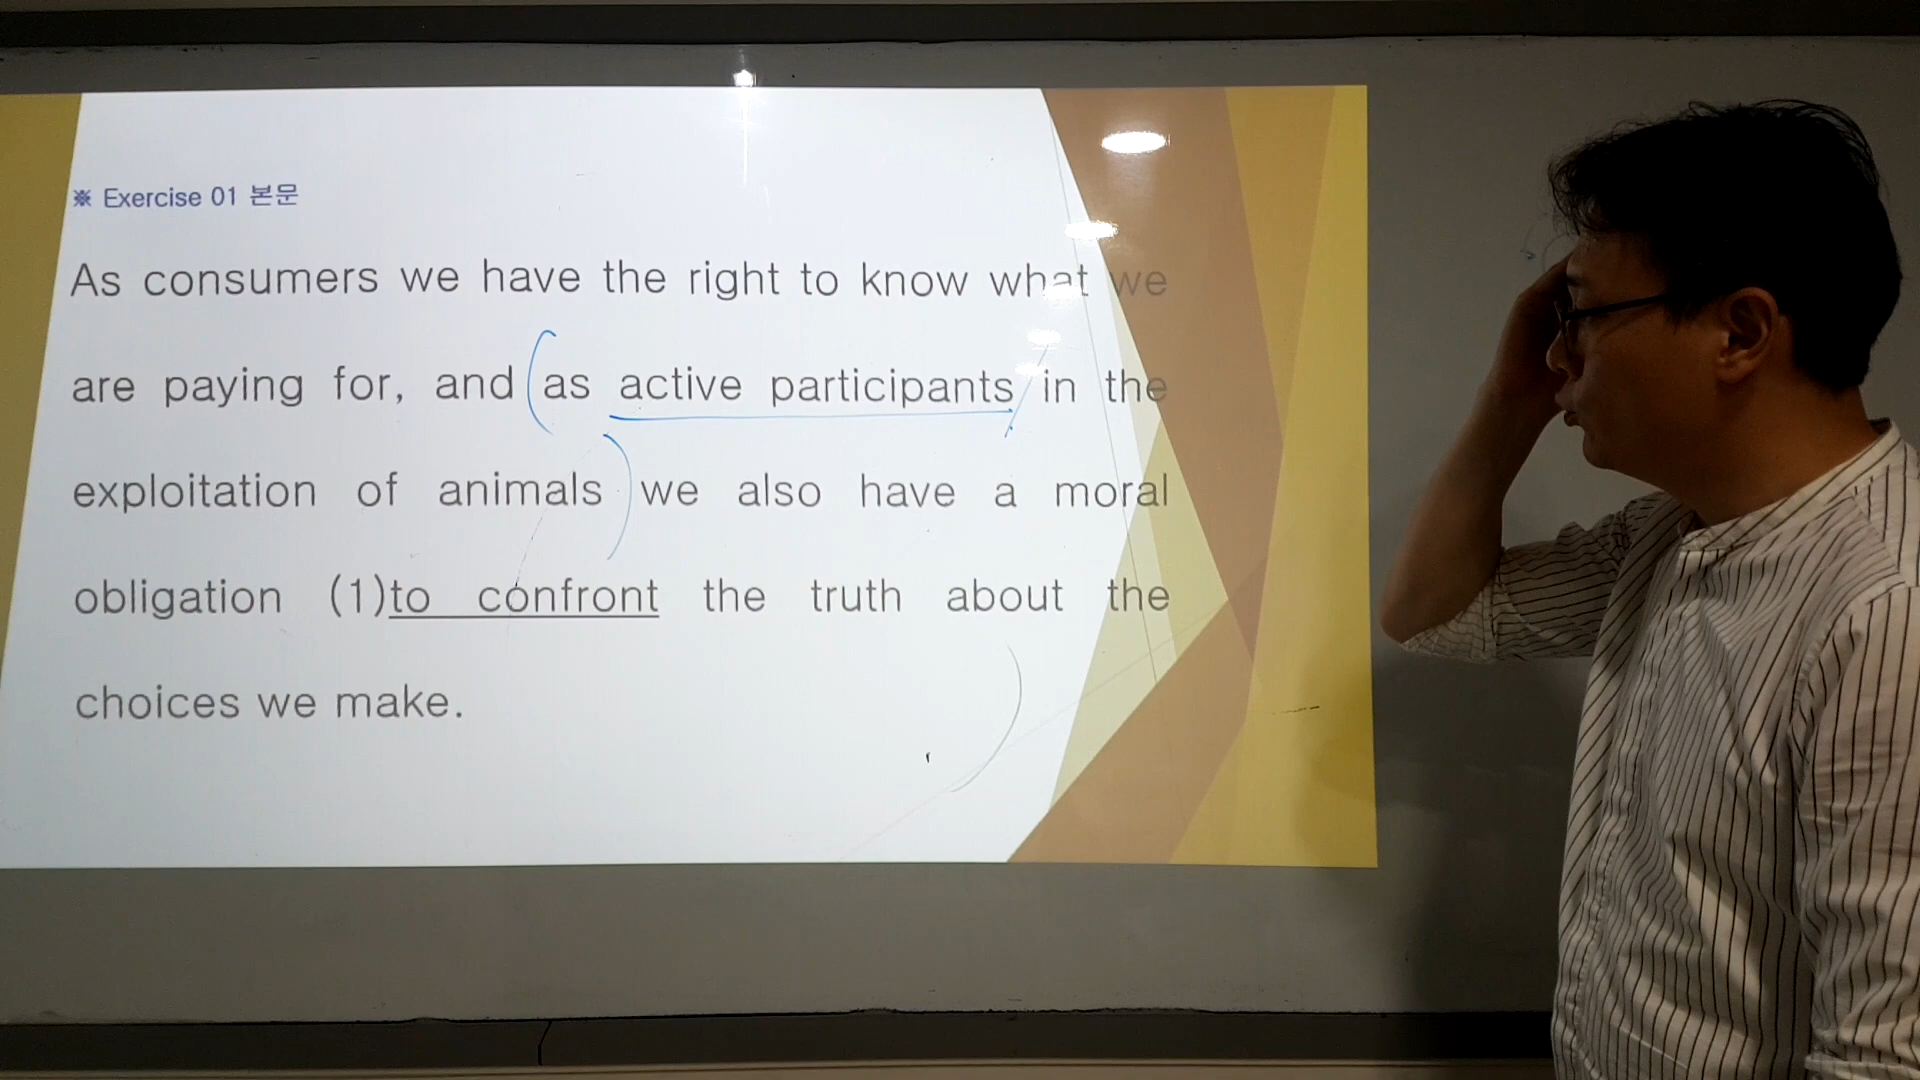 ※ Exercise 01 본문
As consumers we have the right to know what we
are paying for, and as active participants in the
exploitation of animals we also have a moral
obligation (1)to confront the truth about the
choices we make.